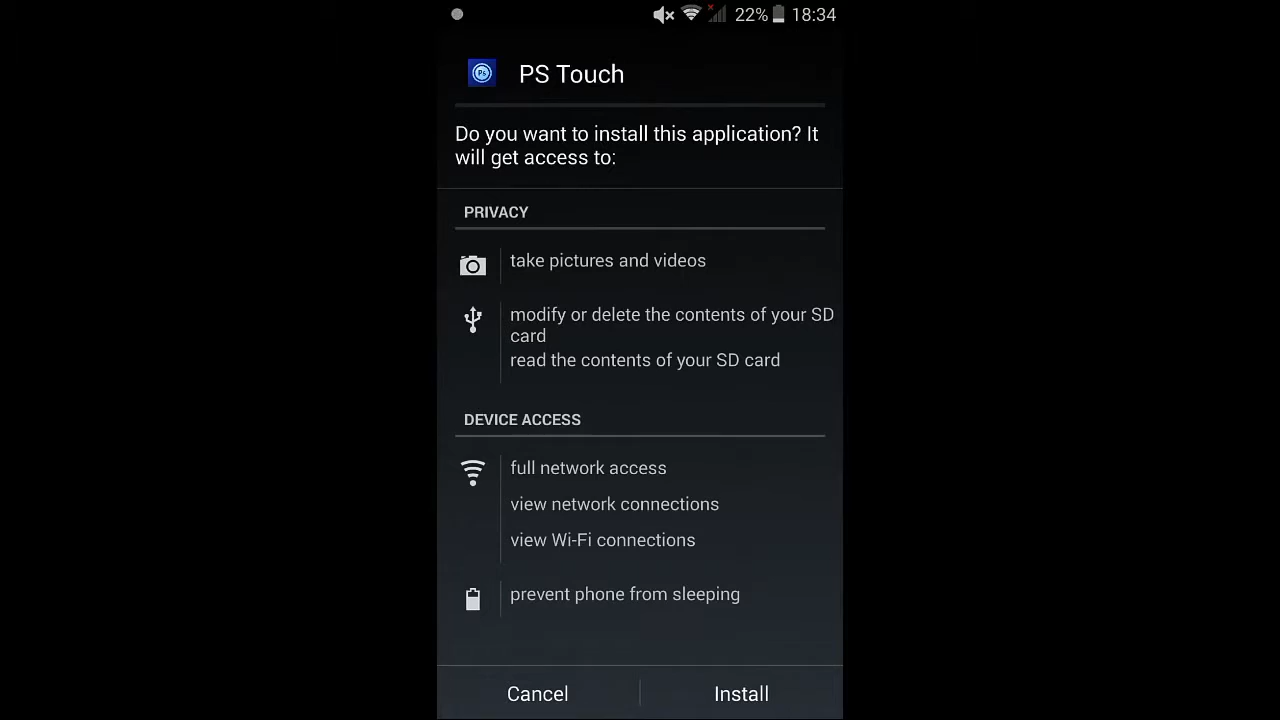 22% 18:34
PS Touch
Do you want to install this application? It
will get access to:
PRIVACY
take pictures and videos
modify or delete the contents of your SD
card
read the contents of your SD card
DEVICE ACCESS
full network access
view network connections
view Wi-Fi connections
prevent phone from sleeping
Cancel Install